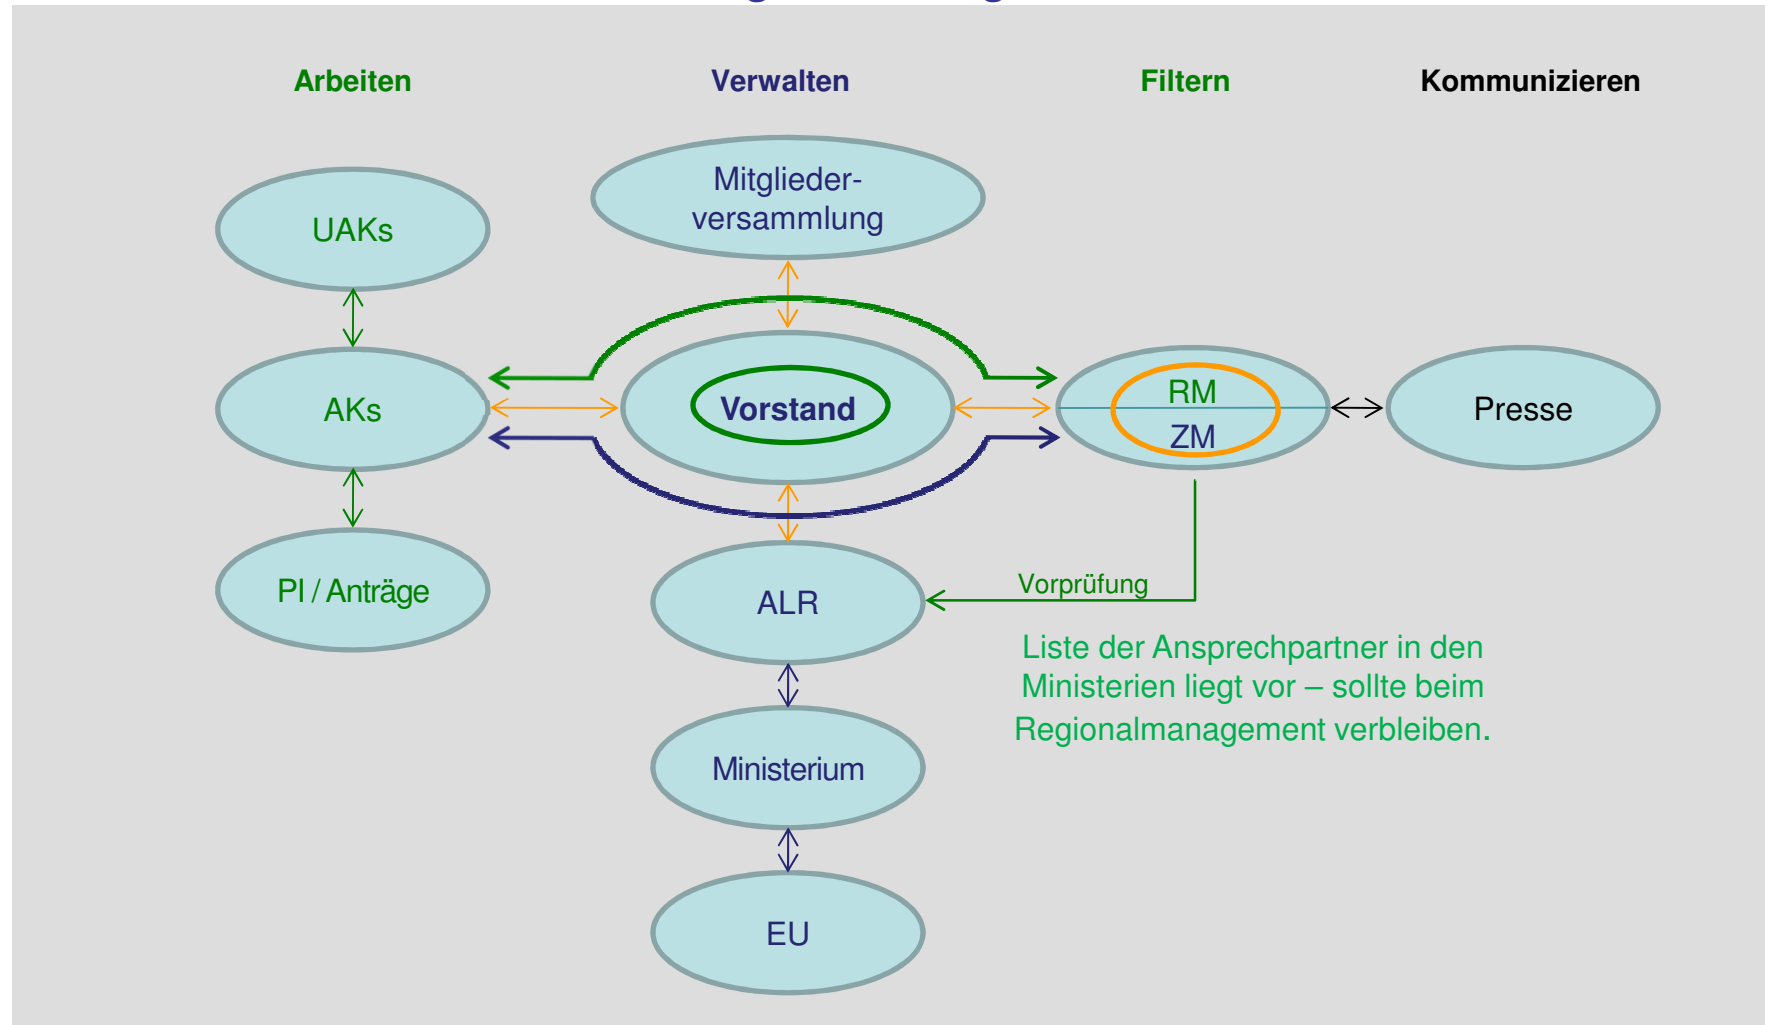 Arbeiten
Verwalten
Filtern
Kommunizieren
Mitglieder-
versammlung
UAKs
AKs
Vorstand
RM
ZM
Presse
PI / Anträge
ALR
Vorprüfung
Liste der Ansprechpartner in den
Ministerien liegt vor – sollte beim
Regionalmanagement verbleiben.
Ministerium
EU